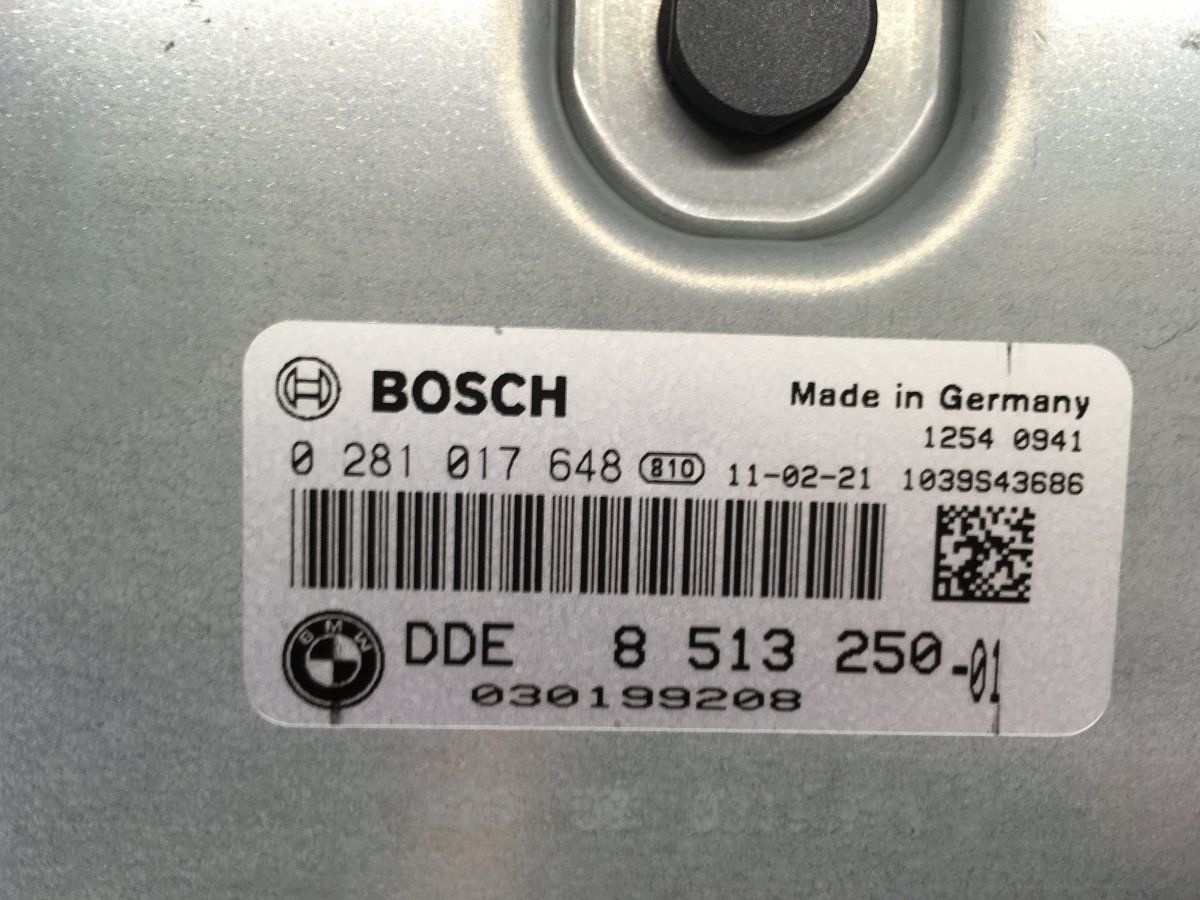 BOSCH
Made in Germany
1254 0941
0 281 017 648 810 11-02-21 1039S43686
BMW
DDE 8 513 250-01
030199208